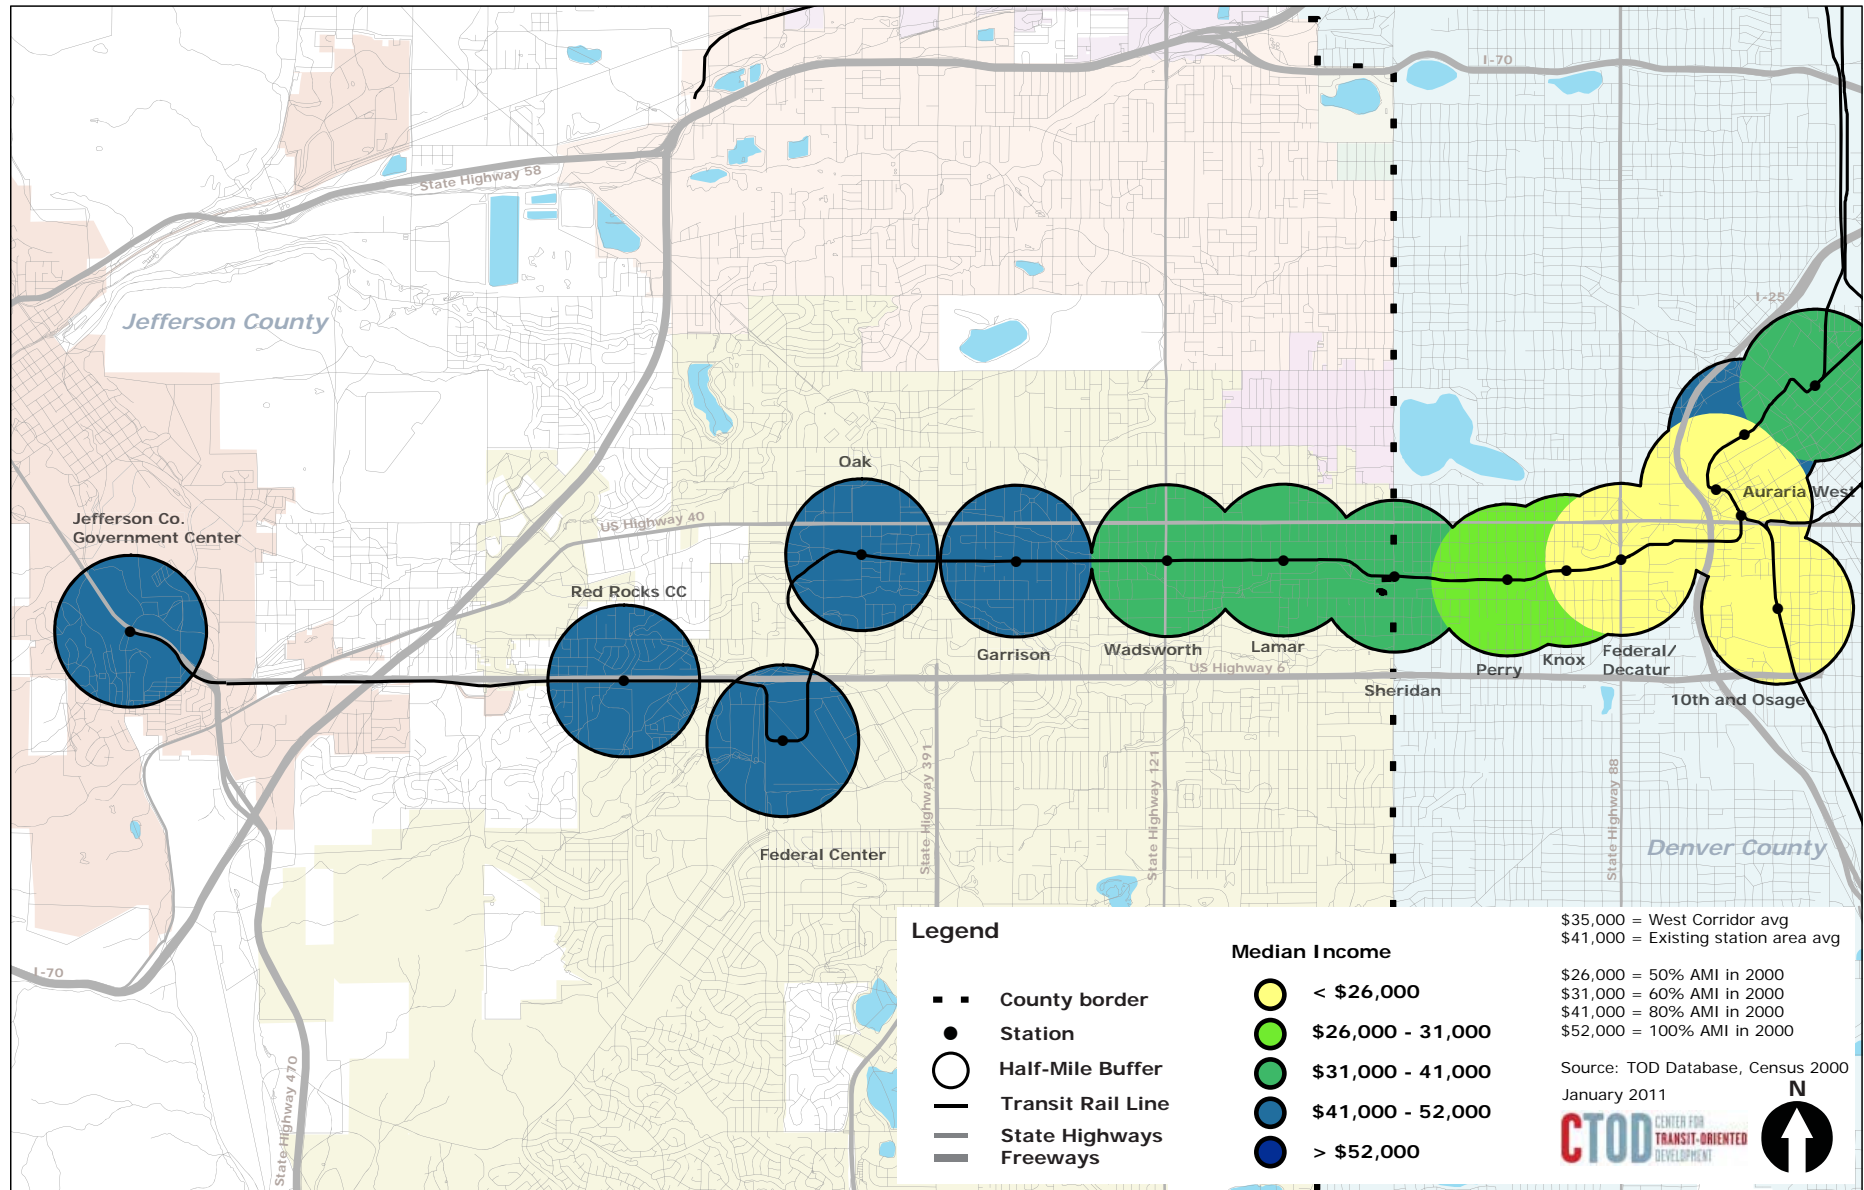 I-70
State Highway 58
I-25
Jefferson County
Oak
Auraria West
Jefferson Co.
Government Center
US Highway 40
Red Rocks CC
Garrison
Wadsworth
Lamar
Perry
Knox
Federal/
Decatur
US Highway 6
Sheridan
10th and Osage
State Highway 391
State Highway 121
State Highway 88
Federal Center
Denver County
I-70
State Highway 470
Legend
County border
Station
Half-Mile Buffer
Transit Rail Line
State Highways
Freeways
Median Income
< $26,000
$26,000 - 31,000
$31,000 - 41,000
$41,000 - 52,000
> $52,000
$35,000 = West Corridor avg
$41,000 = Existing station area avg
$26,000 = 50% AMI in 2000
$31,000 = 60% AMI in 2000
$41,000 = 80% AMI in 2000
$52,000 = 100% AMI in 2000
Source: TOD Database, Census 2000
January 2011
N
CTOD
CENTER FOR
TRANSIT-ORIENTED
DEVELOPMENT